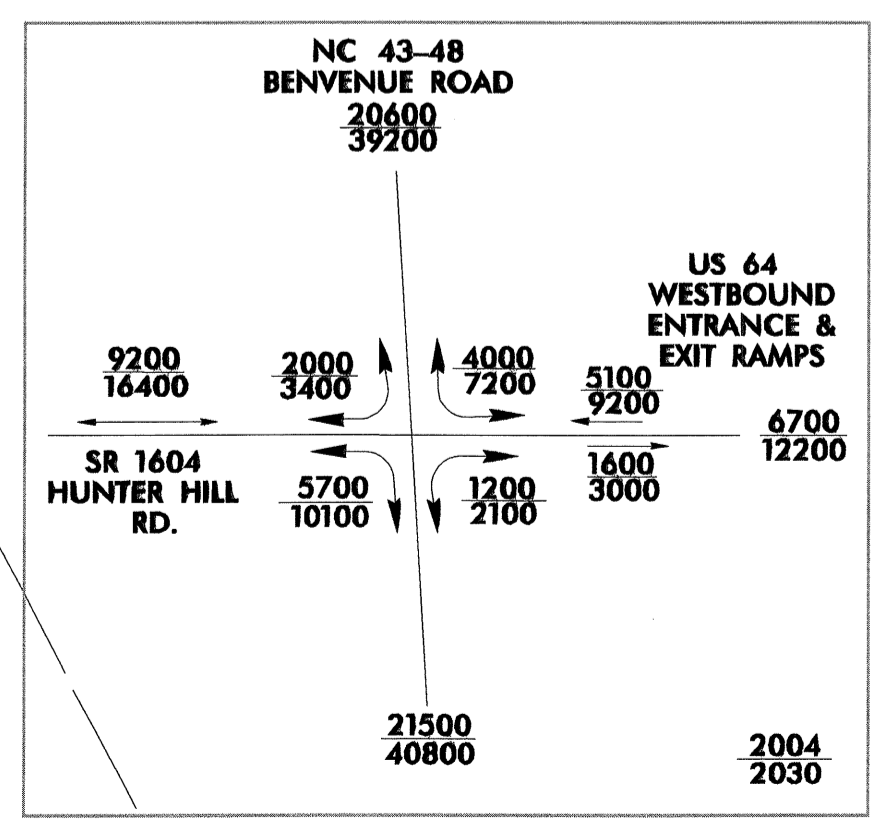 NC 43-48
BENVENUE ROAD
20600
39200
US 64
WESTBOUND
ENTRANCE &
EXIT RAMPS
9200
16400
2000
3400
4000
7200
5100
9200
6700
12200
SR 1604
HUNTER HILL
RD.
5700
10100
1200
2100
1600
3000
21500
40800
2004
2030